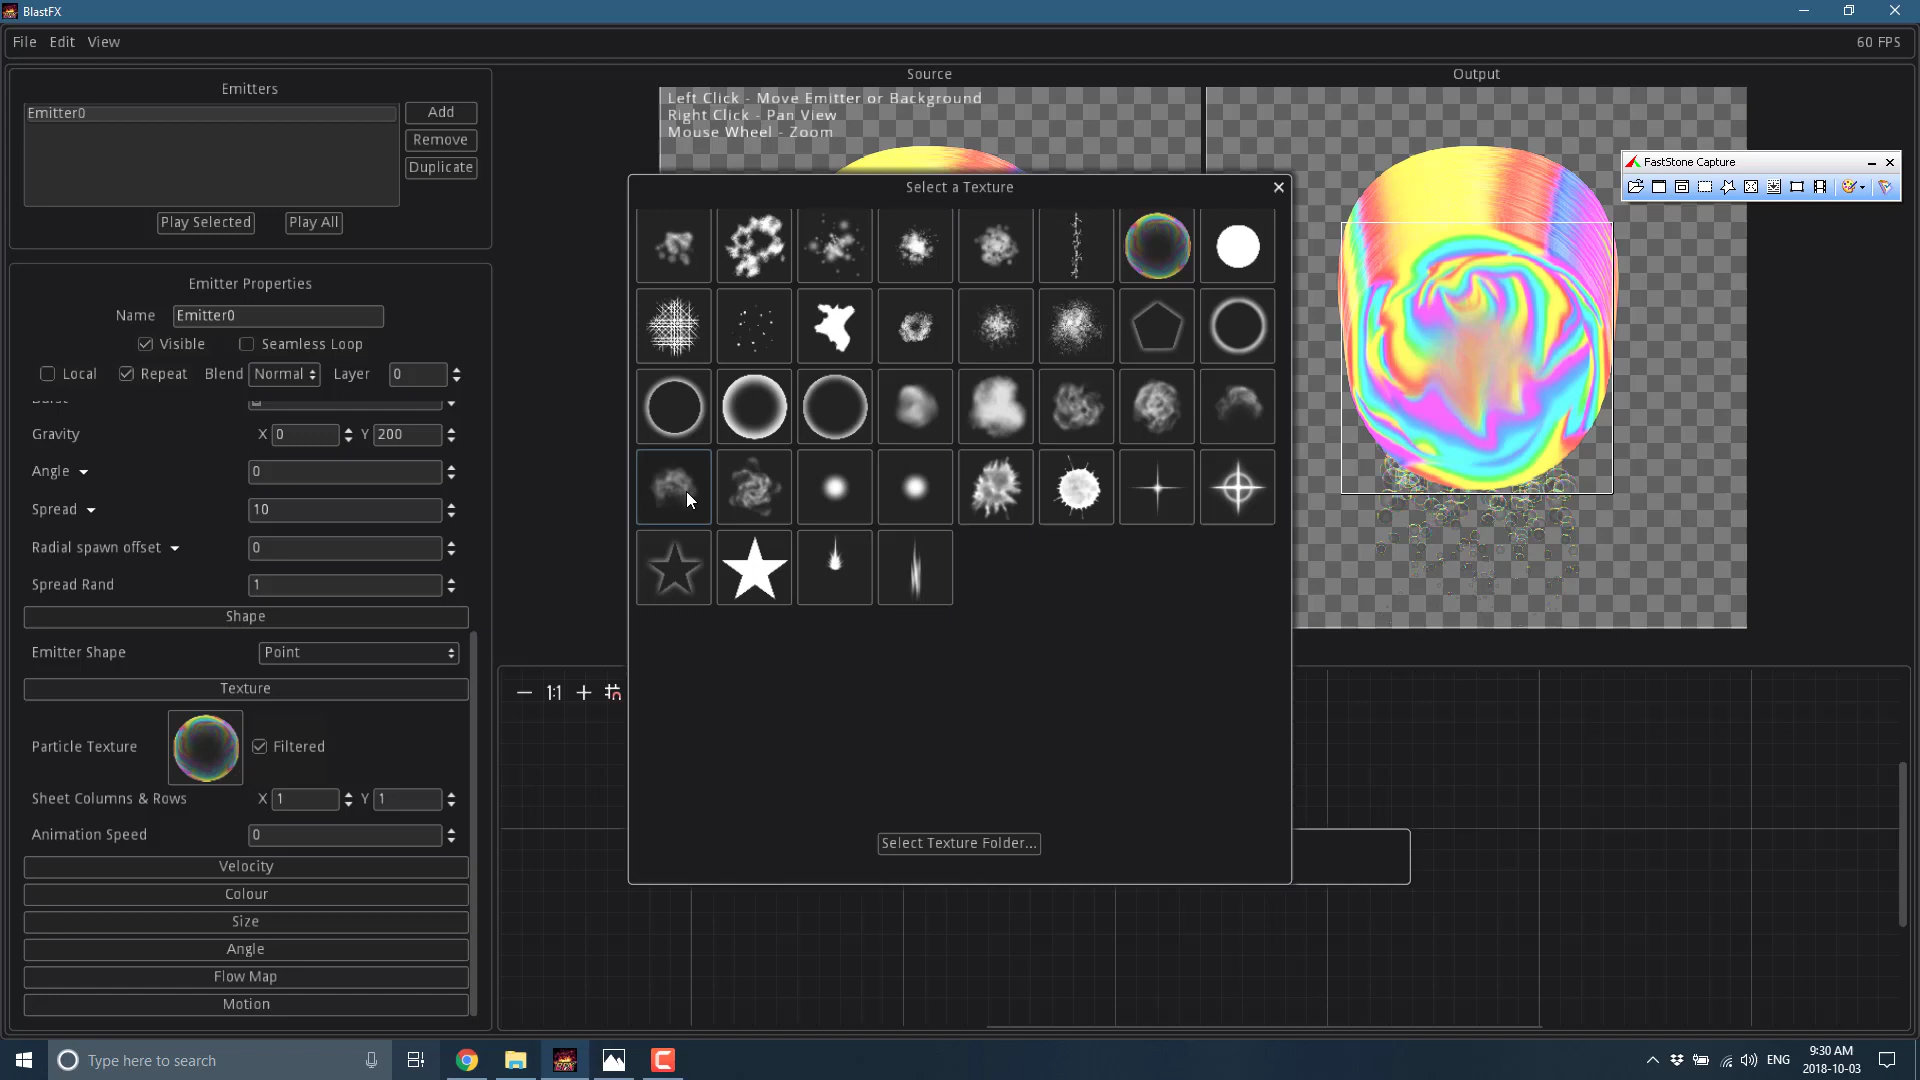 BlastFX
File Edit View
60 FPS
Emitters
Emitter0
Add
Remove
Duplicate
Play Selected
Play All
Emitter Properties
Name Emitter0
Visible Seamless Loop
Local Repeat Blend Normal Layer 0
Burst
Gravity X 0 Y 200
Angle 0
Spread 10
Radial spawn offset 0
Spread Rand 1
Shape
Emitter Shape Point
Texture
Particle Texture Filtered
Sheet Columns & Rows X 1 Y 1
Animation Speed 0
Velocity
Colour
Size
Angle
Flow Map
Motion
Source
Left Click - Move Emitter or Background
Right Click - Pan View
Mouse Wheel - Zoom
Output
FastStone Capture
Select a Texture
Select Texture Folder...
1:1
Type here to search
ENG
9:30 AM
2018-10-03